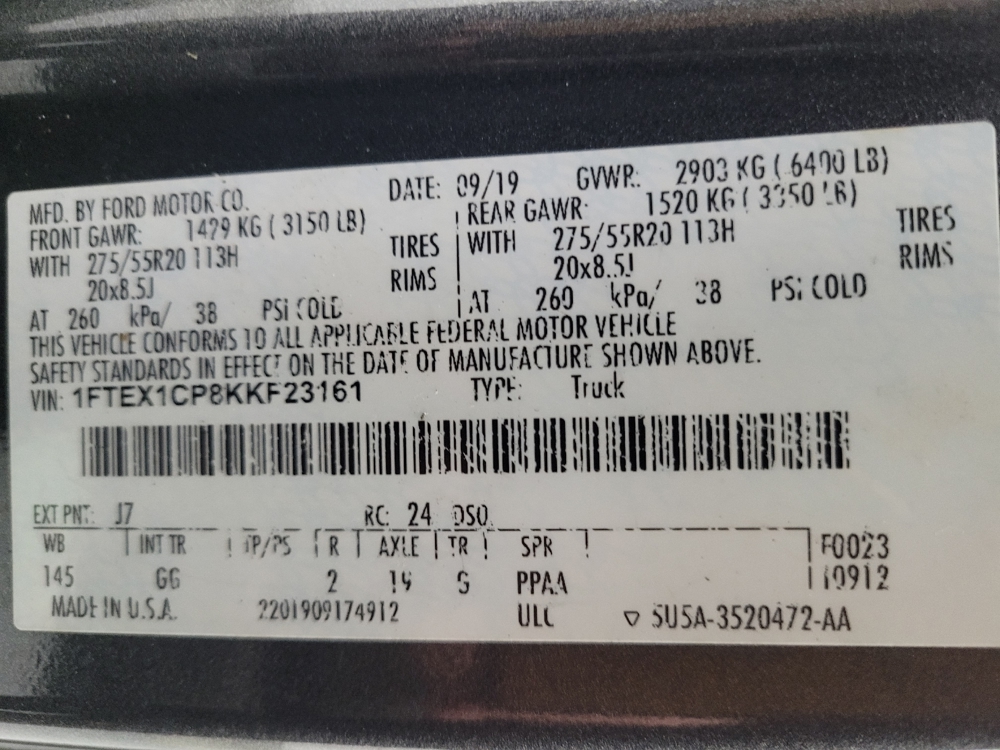 MFD. BY FORD MOTOR CO. DATE: 09/19 GVWR: 2903 KG ( 6400 LB)
FRONT GAWR: 1429 KG ( 3150 LB) REAR GAWR: 1520 KG ( 3350 LB)
WITH 275/55R20 113H TIRES WITH 275/55R20 113H TIRES
20x8.5J RIMS 20x8.5J RIMS
AT 260 kPa/ 38 PSI COLD AT 260 kPa/ 38 PSI COLD
THIS VEHICLE CONFORMS TO ALL APPLICABLE FEDERAL MOTOR VEHICLE
SAFETY STANDARDS IN EFFECT ON THE DATE OF MANUFACTURE SHOWN ABOVE.
VIN: 1FTEX1CP8KKF23161 TYPE: Truck
EXT PNT: J7 RC: 24 DSO
WB INT TR TP/PS R AXLE TR SPR F0023
145 GG 2 19 S PPAA 10912
MADE IN U.S.A. 2201909174912 ULC ▽ 5U5A-3520472-AA